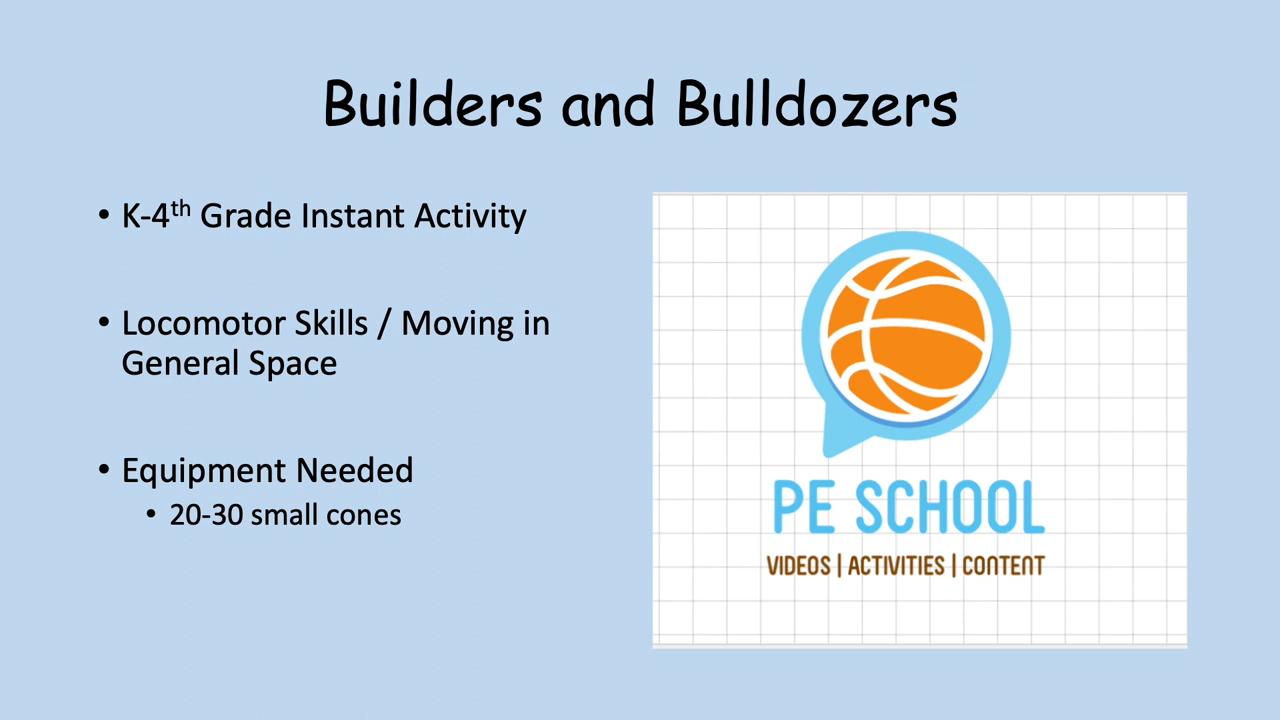 Builders and Bulldozers
• K-4th Grade Instant Activity
• Locomotor Skills / Moving in
General Space
• Equipment Needed
• 20-30 small cones
PE SCHOOL
VIDEOS | ACTIVITIES | CONTENT